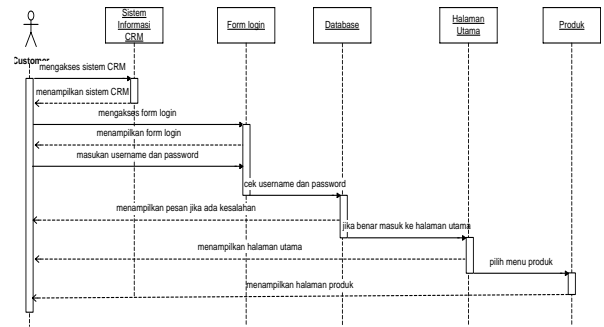 Sistem
Informasi
CRM
Form login
Database
Halaman
Utama
Produk
Customer
mengakses sistem CRM
menampilkan sistem CRM
mengakses form login
menampilkan form login
masukan username dan password
cek username dan password
menampilkan pesan jika ada kesalahan
jika benar masuk ke halaman utama
menampilkan halaman utama
pilih menu produk
menampilkan halaman produk